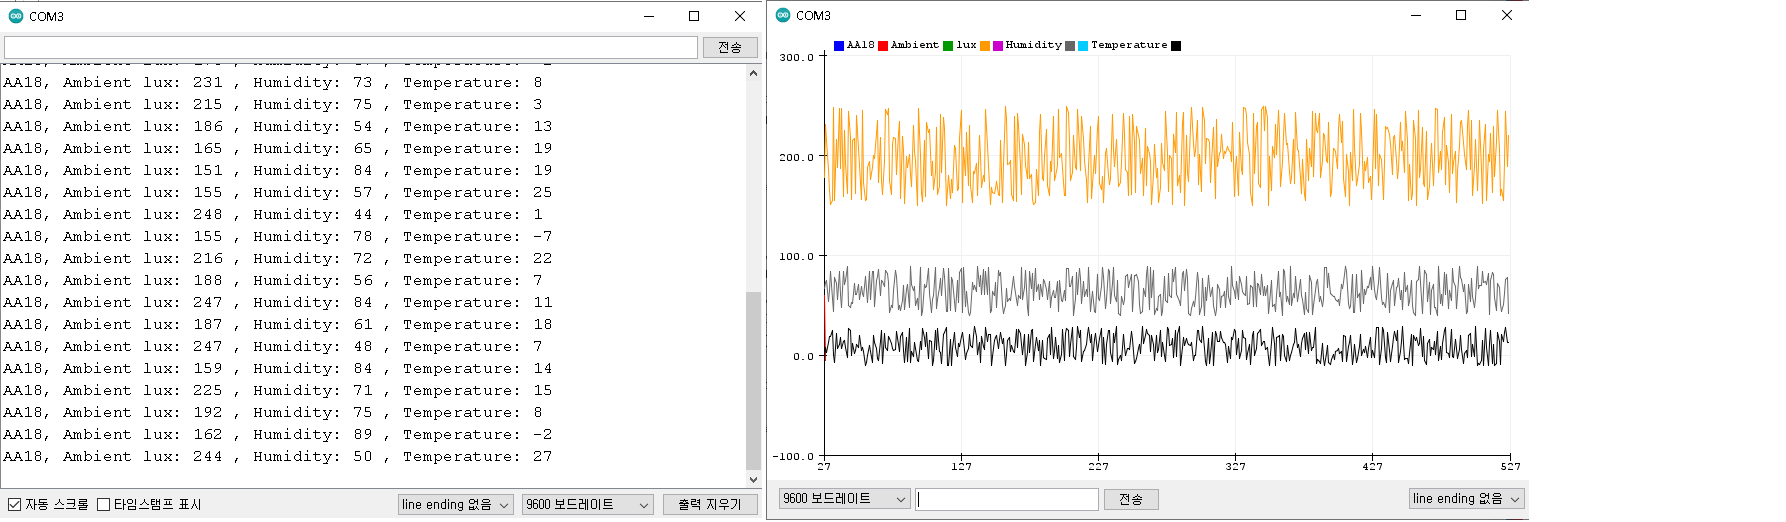 COM3
전송
AA18, Ambient lux: 231 , Humidity: 73 , Temperature: 8
AA18, Ambient lux: 215 , Humidity: 75 , Temperature: 3
AA18, Ambient lux: 186 , Humidity: 54 , Temperature: 13
AA18, Ambient lux: 165 , Humidity: 65 , Temperature: 19
AA18, Ambient lux: 151 , Humidity: 84 , Temperature: 19
AA18, Ambient lux: 155 , Humidity: 57 , Temperature: 25
AA18, Ambient lux: 248 , Humidity: 44 , Temperature: 1
AA18, Ambient lux: 155 , Humidity: 78 , Temperature: -7
AA18, Ambient lux: 216 , Humidity: 72 , Temperature: 22
AA18, Ambient lux: 188 , Humidity: 56 , Temperature: 7
AA18, Ambient lux: 247 , Humidity: 84 , Temperature: 11
AA18, Ambient lux: 187 , Humidity: 61 , Temperature: 18
AA18, Ambient lux: 247 , Humidity: 48 , Temperature: 7
AA18, Ambient lux: 159 , Humidity: 84 , Temperature: 14
AA18, Ambient lux: 225 , Humidity: 71 , Temperature: 15
AA18, Ambient lux: 192 , Humidity: 75 , Temperature: 8
AA18, Ambient lux: 162 , Humidity: 89 , Temperature: -2
AA18, Ambient lux: 244 , Humidity: 50 , Temperature: 27
자동 스크롤 타임스탬프 표시 line ending 없음 9600 보드레이트 출력 지우기
COM3
AA18 Ambient lux Humidity Temperature
300.0
200.0
100.0
0.0
-100.0
27 127 227 327 427 527
9600 보드레이트 전송 line ending 없음